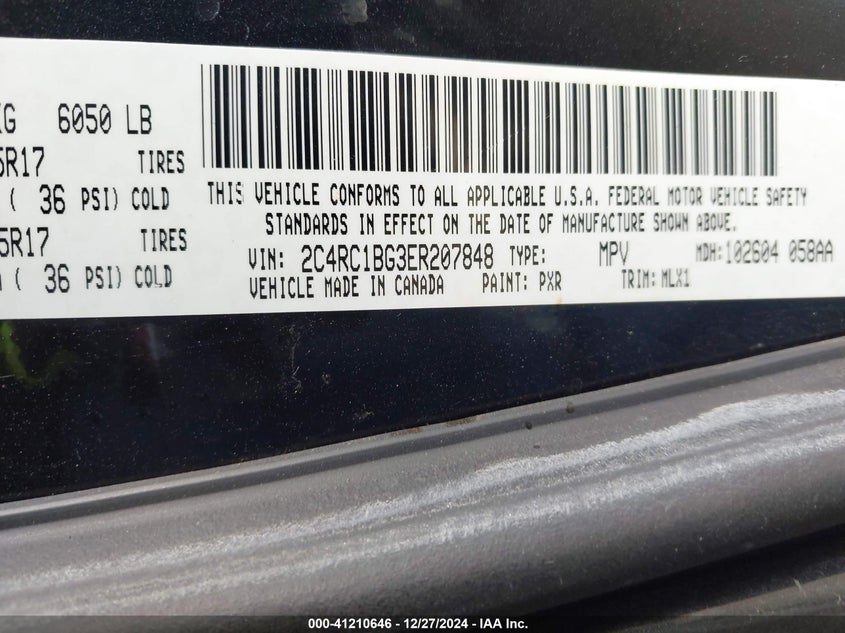 KG 6050 LB
5R17 TIRES
( 36 PSI) COLD
5R17 TIRES
( 36 PSI) COLD
THIS VEHICLE CONFORMS TO ALL APPLICABLE U.S.A. FEDERAL MOTOR VEHICLE SAFETY
STANDARDS IN EFFECT ON THE DATE OF MANUFACTURE SHOWN ABOVE.
VIN: 2C4RC1BG3ER207848 TYPE: MPV MDH:102604 058AA
VEHICLE MADE IN CANADA PAINT: PXR TRIM: MLX1
000-41210646 - 12/27/2024 - IAA Inc.